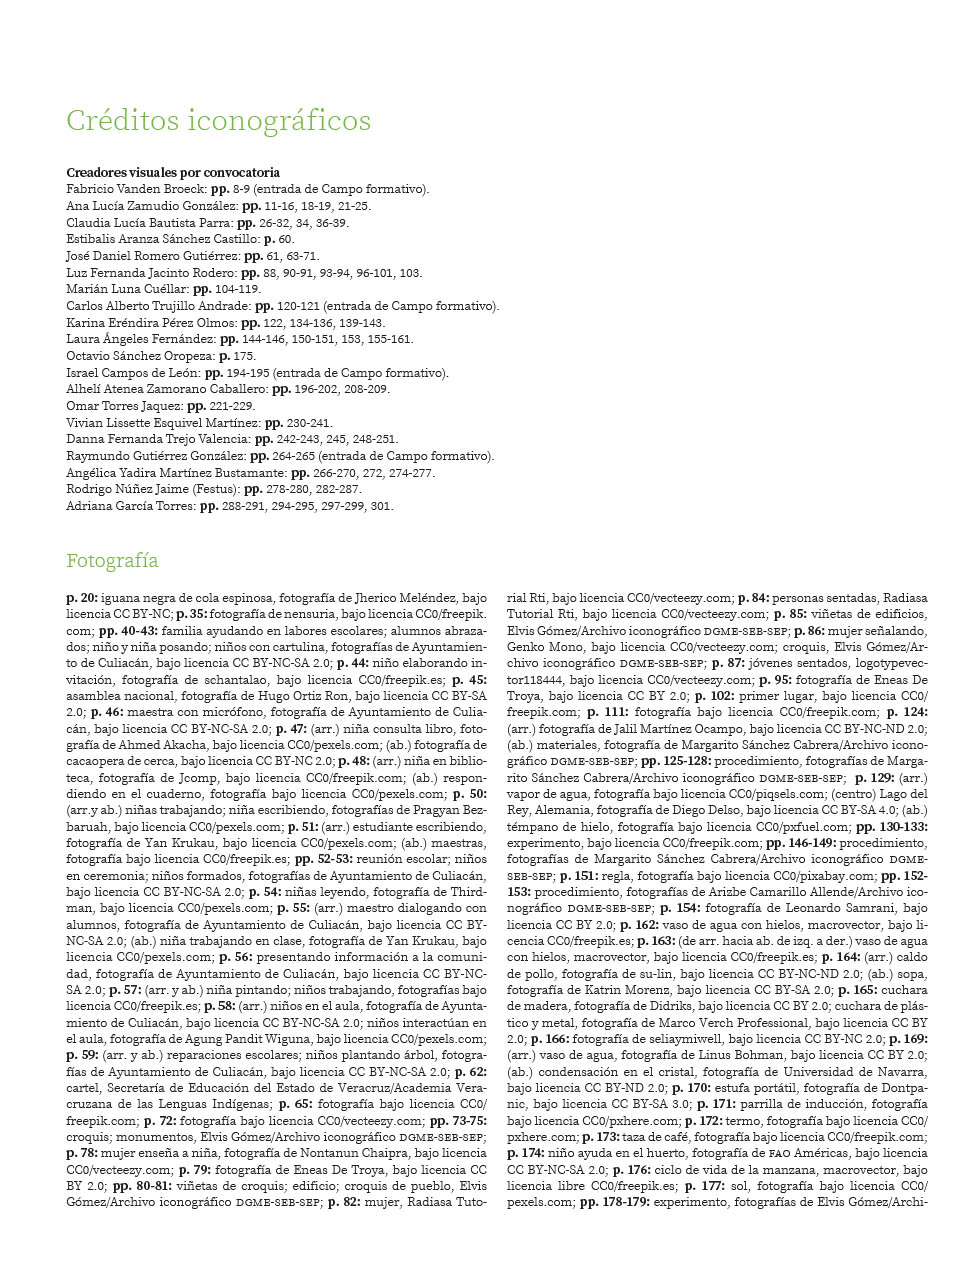 Créditos iconográficos
Creadores visuales por convocatoria
Fabricio Vanden Broeck: pp. 8-9 (entrada de Campo formativo).
Ana Lucía Zamudio González: pp. 11-16, 18-19, 21-25.
Claudia Lucía Bautista Parra: pp. 26-32, 34, 36-39.
Estibalis Aranza Sánchez Castillo: p. 60.
José Daniel Romero Gutiérrez: pp. 61, 63-71.
Luz Fernanda Jacinto Rodero: pp. 88, 90-91, 93-94, 96-101, 103.
Marián Luna Cuéllar: pp. 104-119.
Carlos Alberto Trujillo Andrade: pp. 120-121 (entrada de Campo formativo).
Karina Eréndira Pérez Olmos: pp. 122, 134-136, 139-143.
Laura Ángeles Fernández: pp. 144-146, 150-151, 153, 155-161.
Octavio Sánchez Oropeza: p. 175.
Israel Campos de León: pp. 194-195 (entrada de Campo formativo).
Alhelí Atenea Zamorano Caballero: pp. 196-202, 208-209.
Omar Torres Jaquez: pp. 221-229.
Vivian Lissette Esquivel Martínez: pp. 230-241.
Danna Fernanda Trejo Valencia: pp. 242-243, 245, 248-251.
Raymundo Gutiérrez González: pp. 264-265 (entrada de Campo formativo).
Angélica Yadira Martínez Bustamante: pp. 266-270, 272, 274-277.
Rodrigo Núñez Jaime (Festus): pp. 278-280, 282-287.
Adriana García Torres: pp. 288-291, 294-295, 297-299, 301.
Fotografía
p. 20: iguana negra de cola espinosa, fotografía de Jherico Meléndez, bajo
licencia CC BY-NC; p. 35: fotografía de nensuria, bajo licencia CC0/freepik.
com; pp. 40-43: familia ayudando en labores escolares; alumnos abraza-
dos; niño y niña posando; niños con cartulina, fotografías de Ayuntamien-
to de Culiacán, bajo licencia CC BY-NC-SA 2.0; p. 44: niño elaborando in-
vitación, fotografía de schantalao, bajo licencia CC0/freepik.es; p. 45:
asamblea nacional, fotografía de Hugo Ortiz Ron, bajo licencia CC BY-SA
2.0; p. 46: maestra con micrófono, fotografía de Ayuntamiento de Culia-
cán, bajo licencia CC BY-NC-SA 2.0; p. 47: (arr.) niña consulta libro, foto-
grafía de Ahmed Akacha, bajo licencia CC0/pexels.com; (ab.) fotografía de
cacaopera de cerca, bajo licencia CC BY-NC 2.0; p. 48: (arr.) niña en biblio-
teca, fotografía de Jcomp, bajo licencia CC0/freepik.com; (ab.) respon-
diendo en el cuaderno, fotografía bajo licencia CC0/pexels.com; p. 50:
(arr.y ab.) niñas trabajando; niña escribiendo, fotografías de Pragyan Bez-
baruah, bajo licencia CC0/pexels.com; p. 51: (arr.) estudiante escribiendo,
fotografía de Yan Krukau, bajo licencia CC0/pexels.com; (ab.) maestras,
fotografía bajo licencia CC0/freepik.es; pp. 52-53: reunión escolar; niños
en ceremonia; niños formados, fotografías de Ayuntamiento de Culiacán,
bajo licencia CC BY-NC-SA 2.0; p. 54: niñas leyendo, fotografía de Third-
man, bajo licencia CC0/pexels.com; p. 55: (arr.) maestro dialogando con
alumnos, fotografía de Ayuntamiento de Culiacán, bajo licencia CC BY-
NC-SA 2.0; (ab.) niña trabajando en clase, fotografía de Yan Krukau, bajo
licencia CC0/pexels.com; p. 56: presentando información a la comuni-
dad, fotografía de Ayuntamiento de Culiacán, bajo licencia CC BY-NC-
SA 2.0; p. 57: (arr. y ab.) niña pintando; niños trabajando, fotografías bajo
licencia CC0/freepik.es; p. 58: (arr.) niños en el aula, fotografía de Ayunta-
miento de Culiacán, bajo licencia CC BY-NC-SA 2.0; niños interactúan en
el aula, fotografía de Agung Pandit Wiguna, bajo licencia CC0/pexels.com;
p. 59: (arr. y ab.) reparaciones escolares; niños plantando árbol, fotogra-
fías de Ayuntamiento de Culiacán, bajo licencia CC BY-NC-SA 2.0; p. 62:
cartel, Secretaría de Educación del Estado de Veracruz/Academia Vera-
cruzana de las Lenguas Indígenas; p. 65: fotografía bajo licencia CC0/
freepik.com; p. 72: fotografía bajo licencia CC0/vecteezy.com; pp. 73-75:
croquis; monumentos, Elvis Gómez/Archivo iconográfico DGME-SEB-SEP;
p. 78: mujer enseña a niña, fotografía de Nontanun Chaipra, bajo licencia
CC0/vecteezy.com; p. 79: fotografía de Eneas De Troya, bajo licencia CC
BY 2.0; pp. 80-81: viñetas de croquis; edificio; croquis de pueblo, Elvis
Gómez/Archivo iconográfico DGME-SEB-SEP; p. 82: mujer, Radiasa Tuto-
rial Rti, bajo licencia CC0/vecteezy.com; p. 84: personas sentadas, Radiasa
Tutorial Rti, bajo licencia CC0/vecteezy.com; p. 85: viñetas de edificios,
Elvis Gómez/Archivo iconográfico DGME-SEB-SEP; p. 86: mujer señalando,
Genko Mono, bajo licencia CC0/vecteezy.com; croquis, Elvis Gómez/Ar-
chivo iconográfico DGME-SEB-SEP; p. 87: jóvenes sentados, logotypevec-
tor118444, bajo licencia CC0/vecteezy.com; p. 95: fotografía de Eneas De
Troya, bajo licencia CC BY 2.0; p. 102: primer lugar, bajo licencia CC0/
freepik.com; p. 111: fotografía bajo licencia CC0/freepik.com; p. 124:
(arr.) fotografía de Jalil Martínez Ocampo, bajo licencia CC BY-NC-ND 2.0;
(ab.) materiales, fotografía de Margarito Sánchez Cabrera/Archivo icono-
gráfico DGME-SEB-SEP; pp. 125-128: procedimiento, fotografías de Marga-
rito Sánchez Cabrera/Archivo iconográfico DGME-SEB-SEP; p. 129: (arr.)
vapor de agua, fotografía bajo licencia CC0/piqsels.com; (centro) Lago del
Rey, Alemania, fotografía de Diego Delso, bajo licencia CC BY-SA 4.0; (ab.)
témpano de hielo, fotografía bajo licencia CC0/pxfuel.com; pp. 130-133:
experimento, bajo licencia CC0/freepik.com; pp. 146-149: procedimiento,
fotografías de Margarito Sánchez Cabrera/Archivo iconográfico DGME-
SEB-SEP; p. 151: regla, fotografía bajo licencia CC0/pixabay.com; pp. 152-
153: procedimiento, fotografías de Arizbe Camarillo Allende/Archivo ico-
nográfico DGME-SEB-SEP; p. 154: fotografía de Leonardo Samrani, bajo
licencia CC BY 2.0; p. 162: vaso de agua con hielos, macrovector, bajo li-
cencia CC0/freepik.es; p. 163: (de arr. hacia ab. de izq. a der.) vaso de agua
con hielos, macrovector, bajo licencia CC0/freepik.es; p. 164: (arr.) caldo
de pollo, fotografía de su-lin, bajo licencia CC BY-NC-ND 2.0; (ab.) sopa,
fotografía de Katrin Morenz, bajo licencia CC BY-SA 2.0; p. 165: cuchara
de madera, fotografía de Didriks, bajo licencia CC BY 2.0; cuchara de plás-
tico y metal, fotografía de Marco Verch Professional, bajo licencia CC BY
2.0; p. 166: fotografía de seliaymiwell, bajo licencia CC BY-NC 2.0; p. 169:
(arr.) vaso de agua, fotografía de Linus Bohman, bajo licencia CC BY 2.0;
(ab.) condensación en el cristal, fotografía de Universidad de Navarra,
bajo licencia CC BY-ND 2.0; p. 170: estufa portátil, fotografía de Dontpa-
nic, bajo licencia CC BY-SA 3.0; p. 171: parrilla de inducción, fotografía
bajo licencia CC0/pxhere.com; p. 172: termo, fotografía bajo licencia CC0/
pxhere.com; p. 173: taza de café, fotografía bajo licencia CC0/freepik.com;
p. 174: niño ayuda en el huerto, fotografía de FAO Américas, bajo licencia
CC BY-NC-SA 2.0; p. 176: ciclo de vida de la manzana, macrovector, bajo
licencia libre CC0/freepik.es; p. 177: sol, fotografía bajo licencia CC0/
pexels.com; pp. 178-179: experimento, fotografías de Elvis Gómez/Archi-